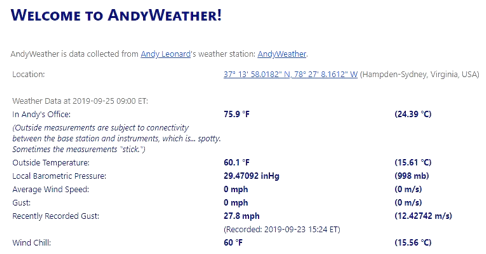 Welcome to AndyWeather!
AndyWeather is data collected from Andy Leonard's weather station: AndyWeather.
Location: 37° 13' 58.0182" N, 78° 27' 8.1612" W (Hampden-Sydney, Virginia, USA)
Weather Data at 2019-09-25 09:00 ET:
In Andy's Office: 75.9 °F (24.39 °C)
(Outside measurements are subject to connectivity
between the base station and instruments, which is... spotty.
Sometimes the measurements "stick.")
Outside Temperature: 60.1 °F (15.61 °C)
Local Barometric Pressure: 29.47092 inHg (998 mb)
Average Wind Speed: 0 mph (0 m/s)
Gust: 0 mph (0 m/s)
Recently Recorded Gust: 27.8 mph (12.42742 m/s)
(Recorded: 2019-09-23 15:24 ET)
Wind Chill: 60 °F (15.56 °C)